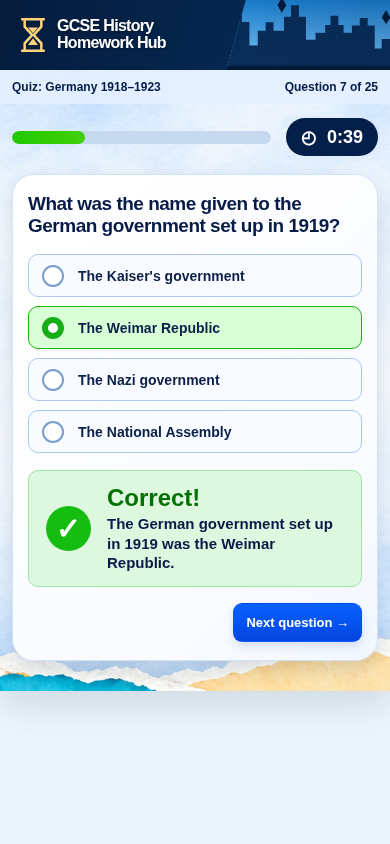 GCSE History
Homework Hub
Quiz: Germany 1918–1923
Question 7 of 25
0:39
What was the name given to the
German government set up in 1919?
The Kaiser's government
The Weimar Republic
The Nazi government
The National Assembly
Correct!
The German government set up
in 1919 was the Weimar
Republic.
Next question →